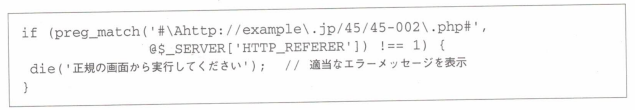 if (preg_match('#\Ahttp://example\.jp/45/45-002\.php#',
@$_SERVER['HTTP_REFERER']) !== 1) {
die('正規の画面から実行してください');  // 適当なエラーメッセージを表示
}